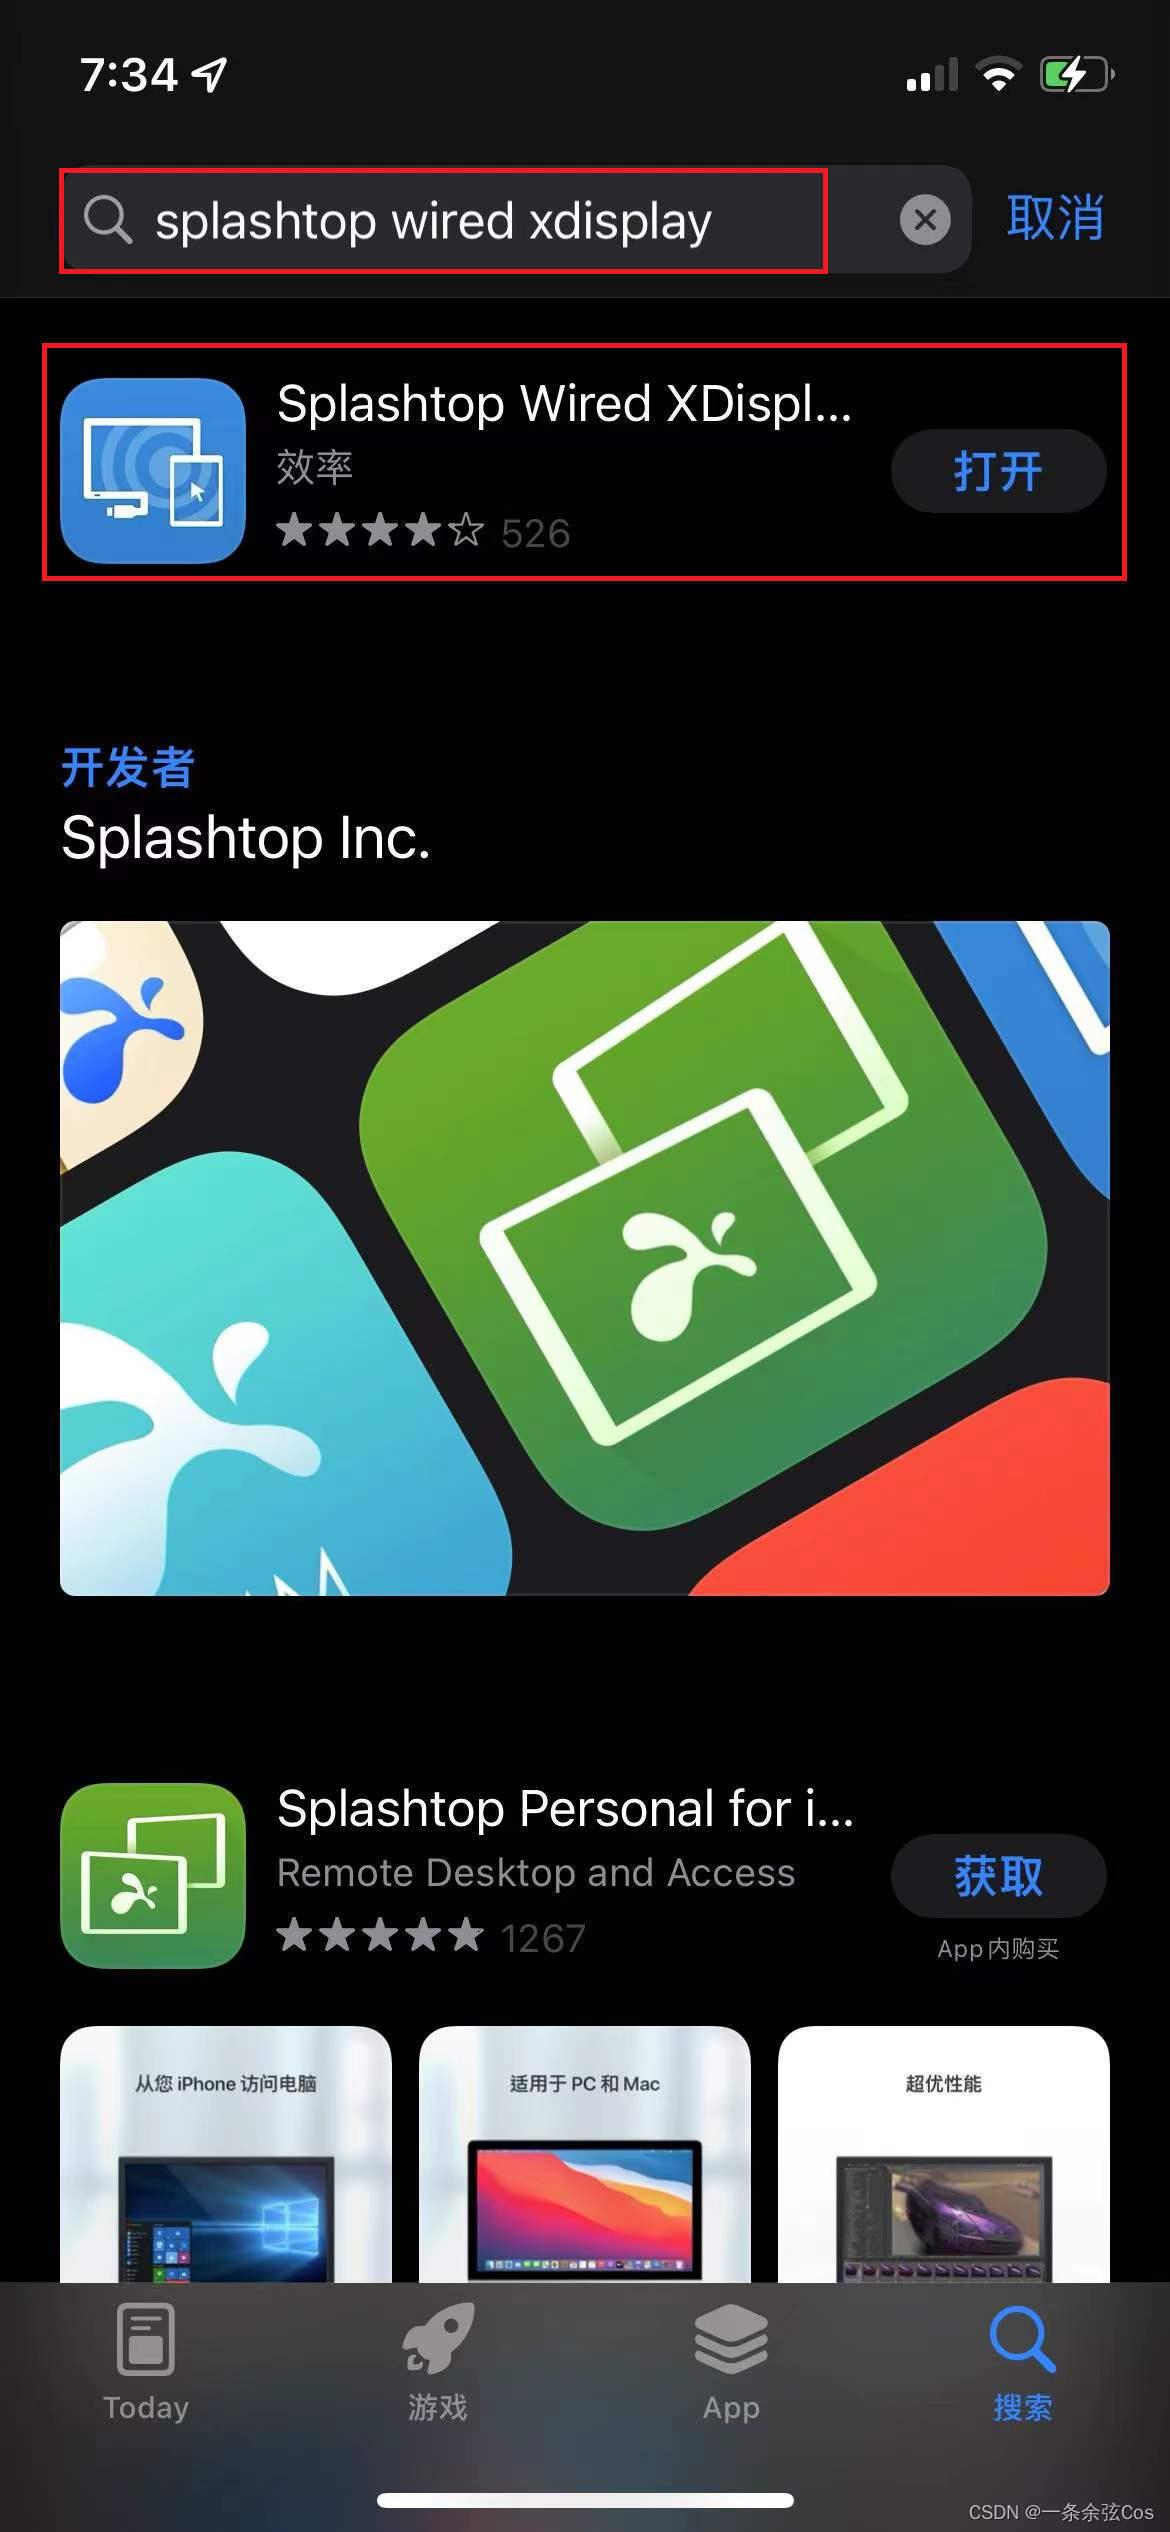 7:34
splashtop wired xdisplay
取消
Splashtop Wired XDispl...
效率
打开
526
开发者
Splashtop Inc.
Splashtop Personal for i...
Remote Desktop and Access
获取
1267
App内购买
从您 iPhone 访问电脑
适用于 PC 和 Mac
超优性能
Today
游戏
App
搜索
CSDN @一条余弦Cos